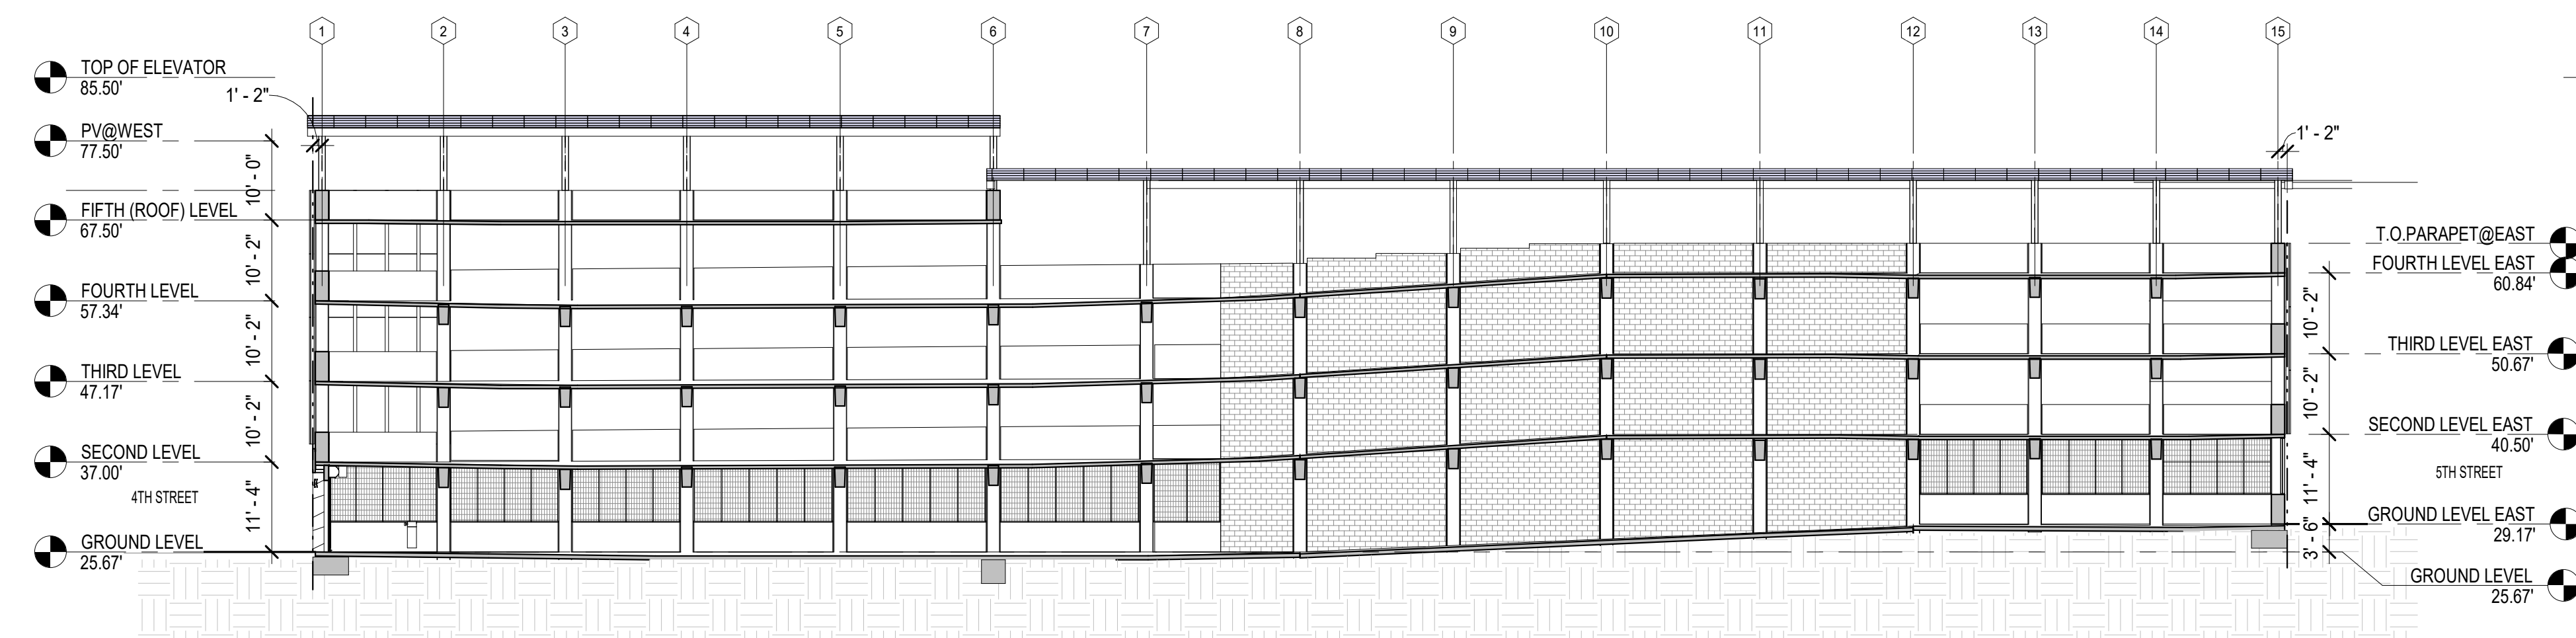 1 2 3 4 5 6 7 8 9 10 11 12 13 14 15
TOP OF ELEVATOR
85.50'
1' - 2"
PV@WEST
77.50'
1' - 2"
10' - 0"
FIFTH (ROOF) LEVEL
67.50'
10' - 2"
FOURTH LEVEL
57.34'
10' - 2"
THIRD LEVEL
47.17'
10' - 2"
SECOND LEVEL
37.00'
4TH STREET
11' - 4"
GROUND LEVEL
25.67'
T.O.PARAPET@EAST
FOURTH LEVEL EAST
60.84'
10' - 2"
THIRD LEVEL EAST
50.67'
10' - 2"
SECOND LEVEL EAST
40.50'
5TH STREET
11' - 4"
GROUND LEVEL EAST
29.17'
3' - 6"
GROUND LEVEL
25.67'